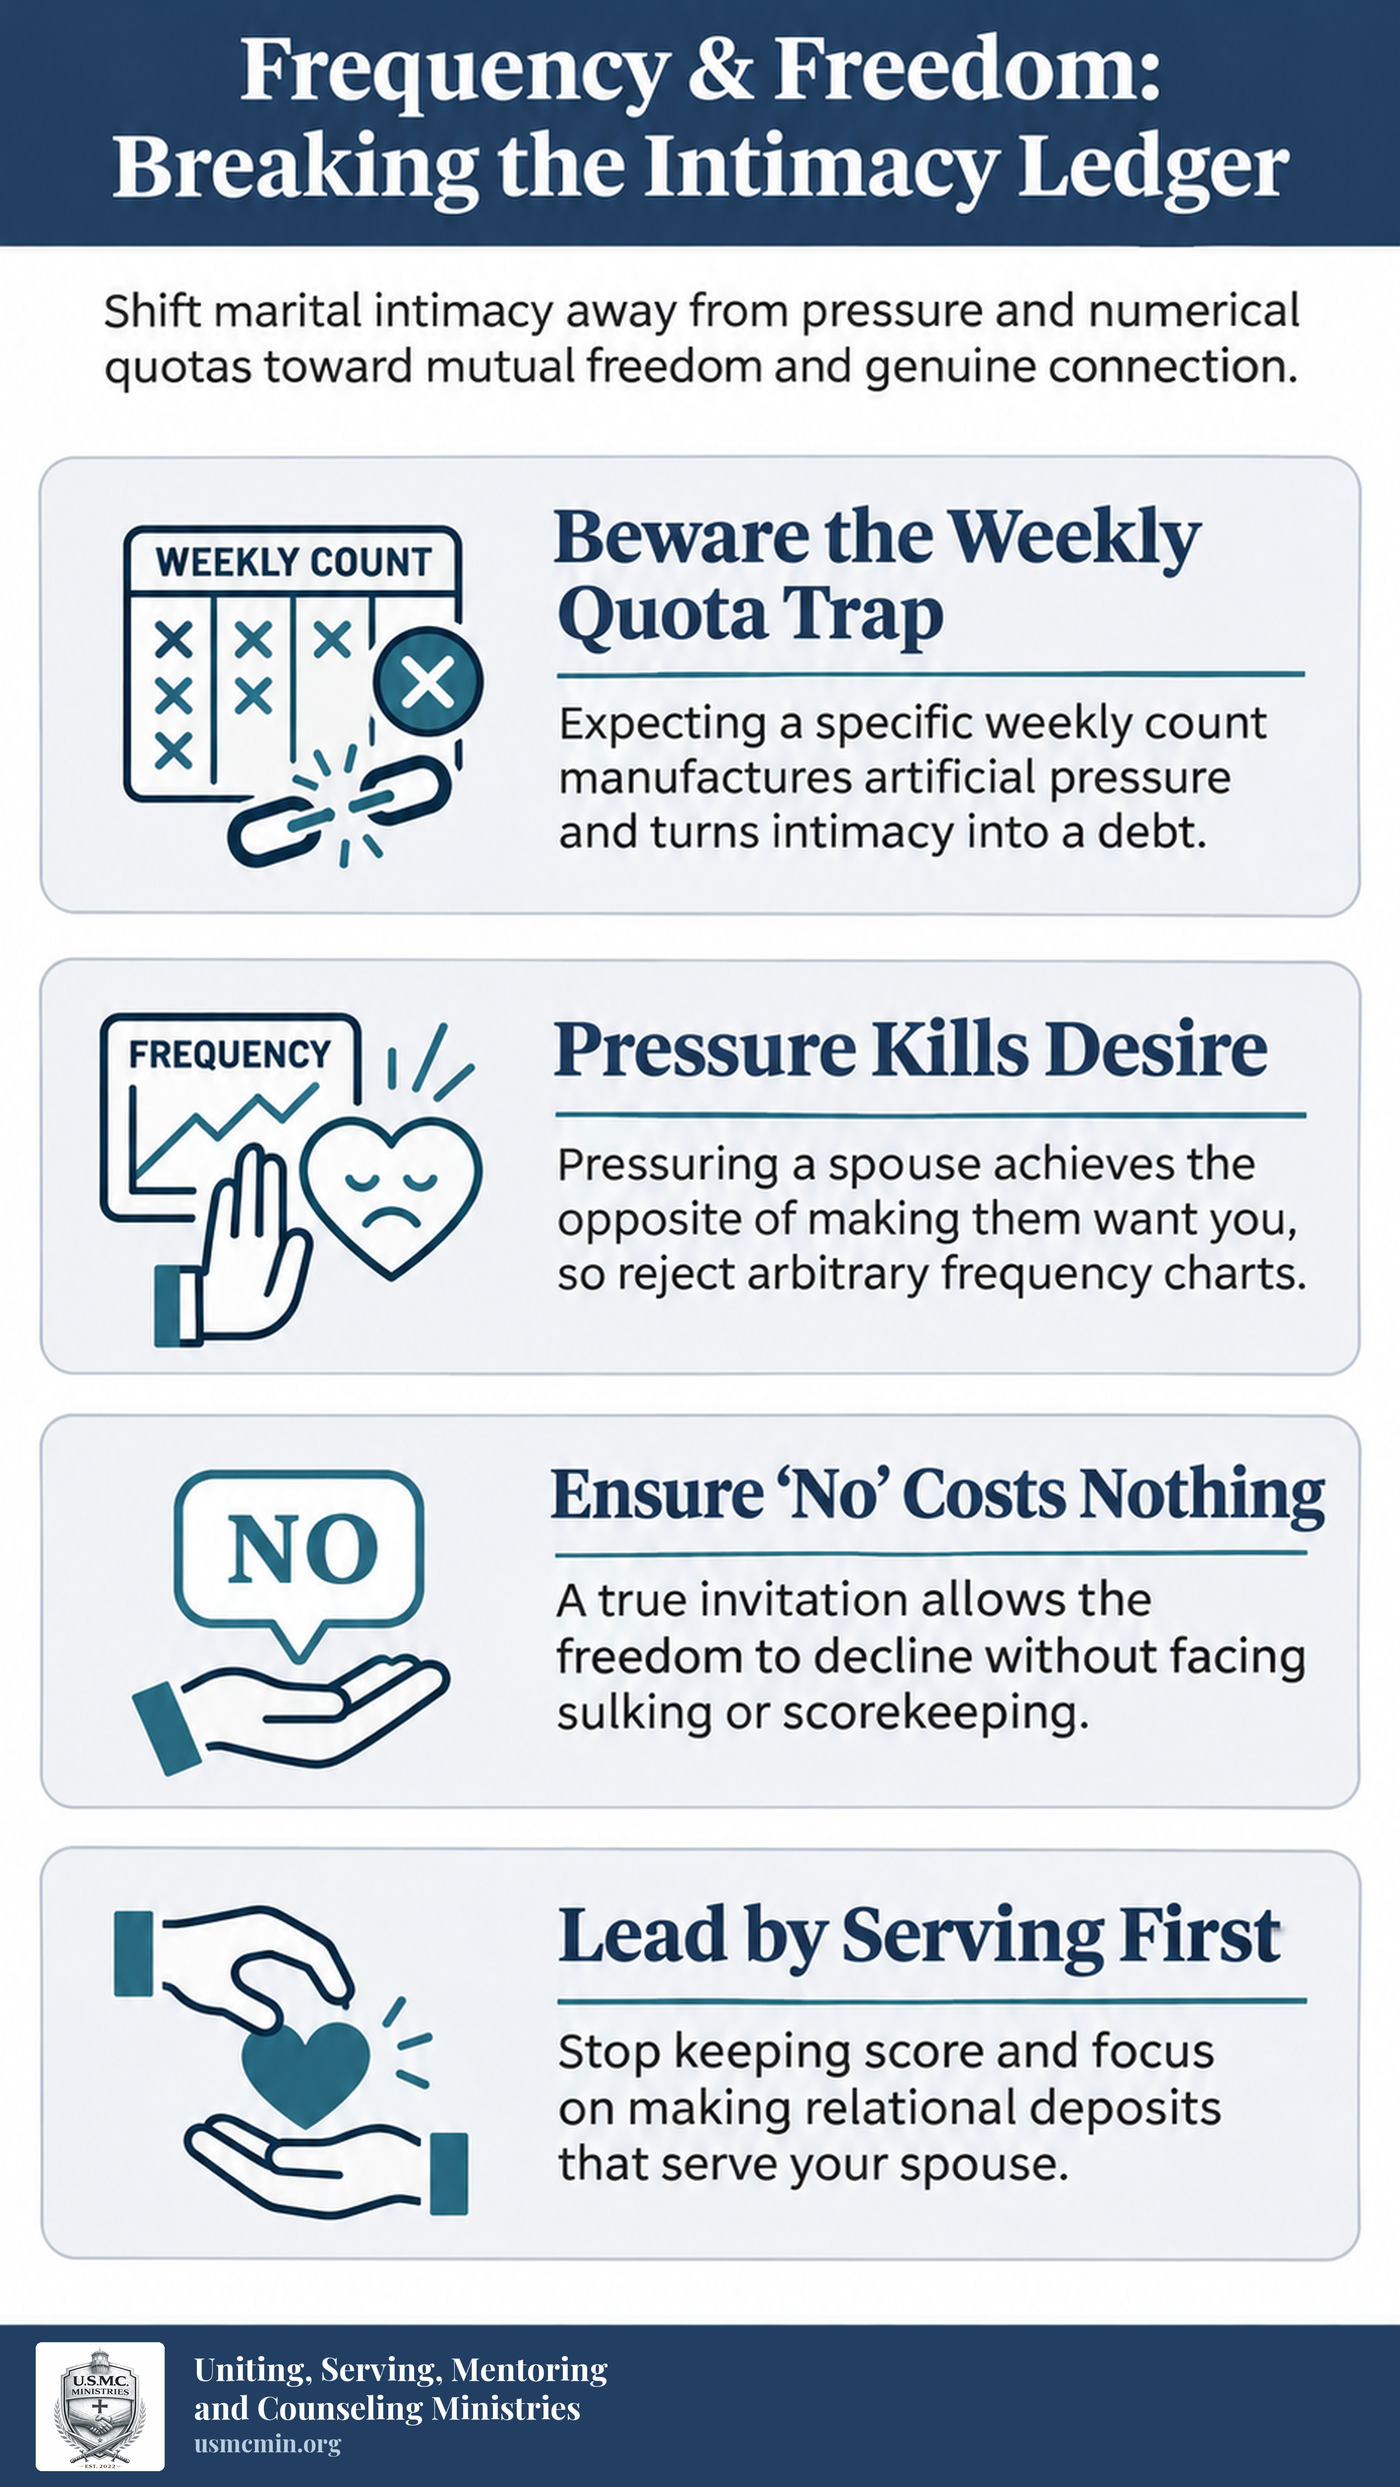 Frequency & Freedom:
Breaking the Intimacy Ledger
Shift marital intimacy away from pressure and numerical
quotas toward mutual freedom and genuine connection.
WEEKLY COUNT
Beware the Weekly
Quota Trap
Expecting a specific weekly count
manufactures artificial pressure
and turns intimacy into a debt.
FREQUENCY
Pressure Kills Desire
Pressuring a spouse achieves the
opposite of making them want you,
so reject arbitrary frequency charts.
NO
Ensure ‘No’ Costs Nothing
A true invitation allows the
freedom to decline without facing
sulking or scorekeeping.
Lead by Serving First
Stop keeping score and focus
on making relational deposits
that serve your spouse.
U.S.M.C.
MINISTRIES
EST. 2022
Uniting, Serving, Mentoring
and Counseling Ministries
usmcmin.org